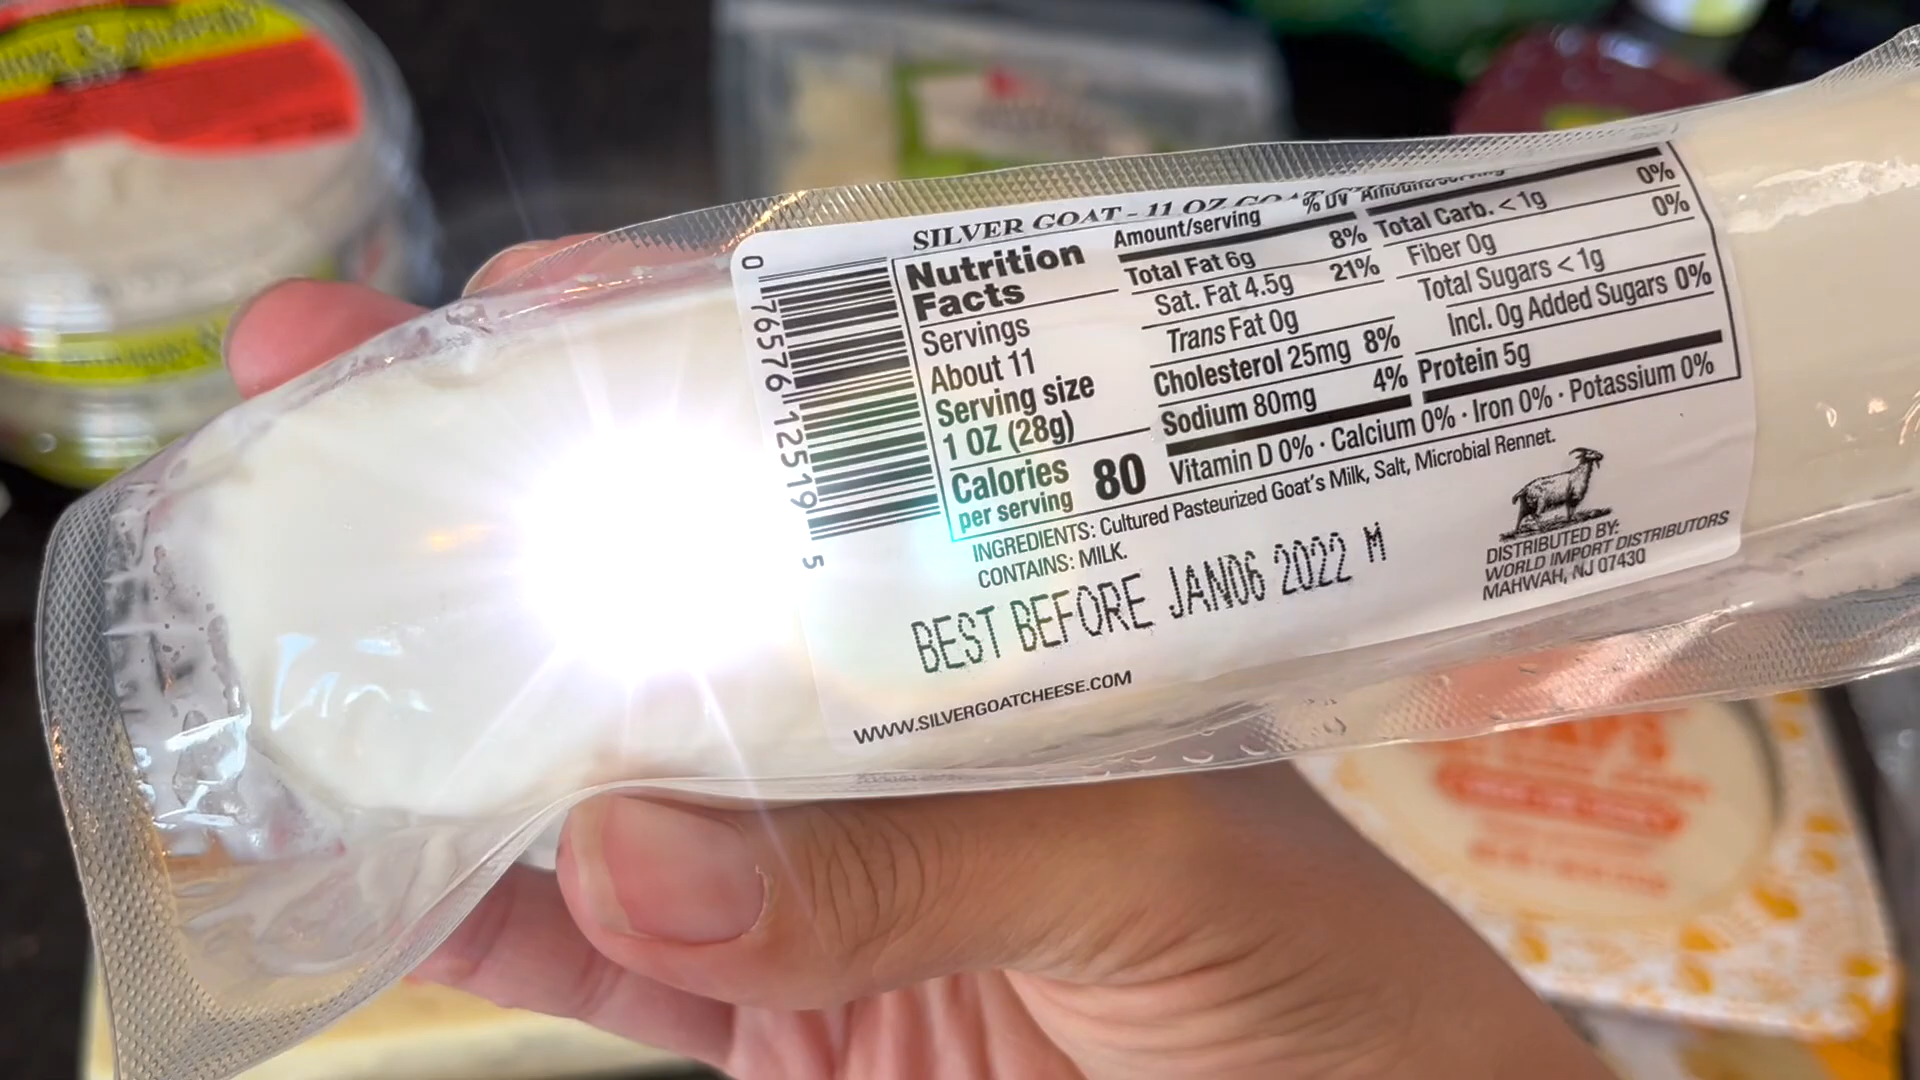 SILVER GOAT - 11 OZ
0 76576 12519 5
Nutrition
Facts
Servings
About 11
Serving size
1 OZ (28g)
Calories
per serving 80
Amount/serving % DV
Total Fat 6g 8%
Sat. Fat 4.5g 21%
Trans Fat 0g
Cholesterol 25mg 8%
Sodium 80mg 4%
Amount/serving
Total Carb. < 1g 0%
Fiber 0g 0%
Total Sugars < 1g
Incl. 0g Added Sugars 0%
Protein 5g
Vitamin D 0% · Calcium 0% · Iron 0% · Potassium 0%
INGREDIENTS: Cultured Pasteurized Goat's Milk, Salt, Microbial Rennet.
CONTAINS: MILK.
BEST BEFORE JAN06 2022 M
DISTRIBUTED BY:
WORLD IMPORT DISTRIBUTORS
MAHWAH, NJ 07430
WWW.SILVERGOATCHEESE.COM